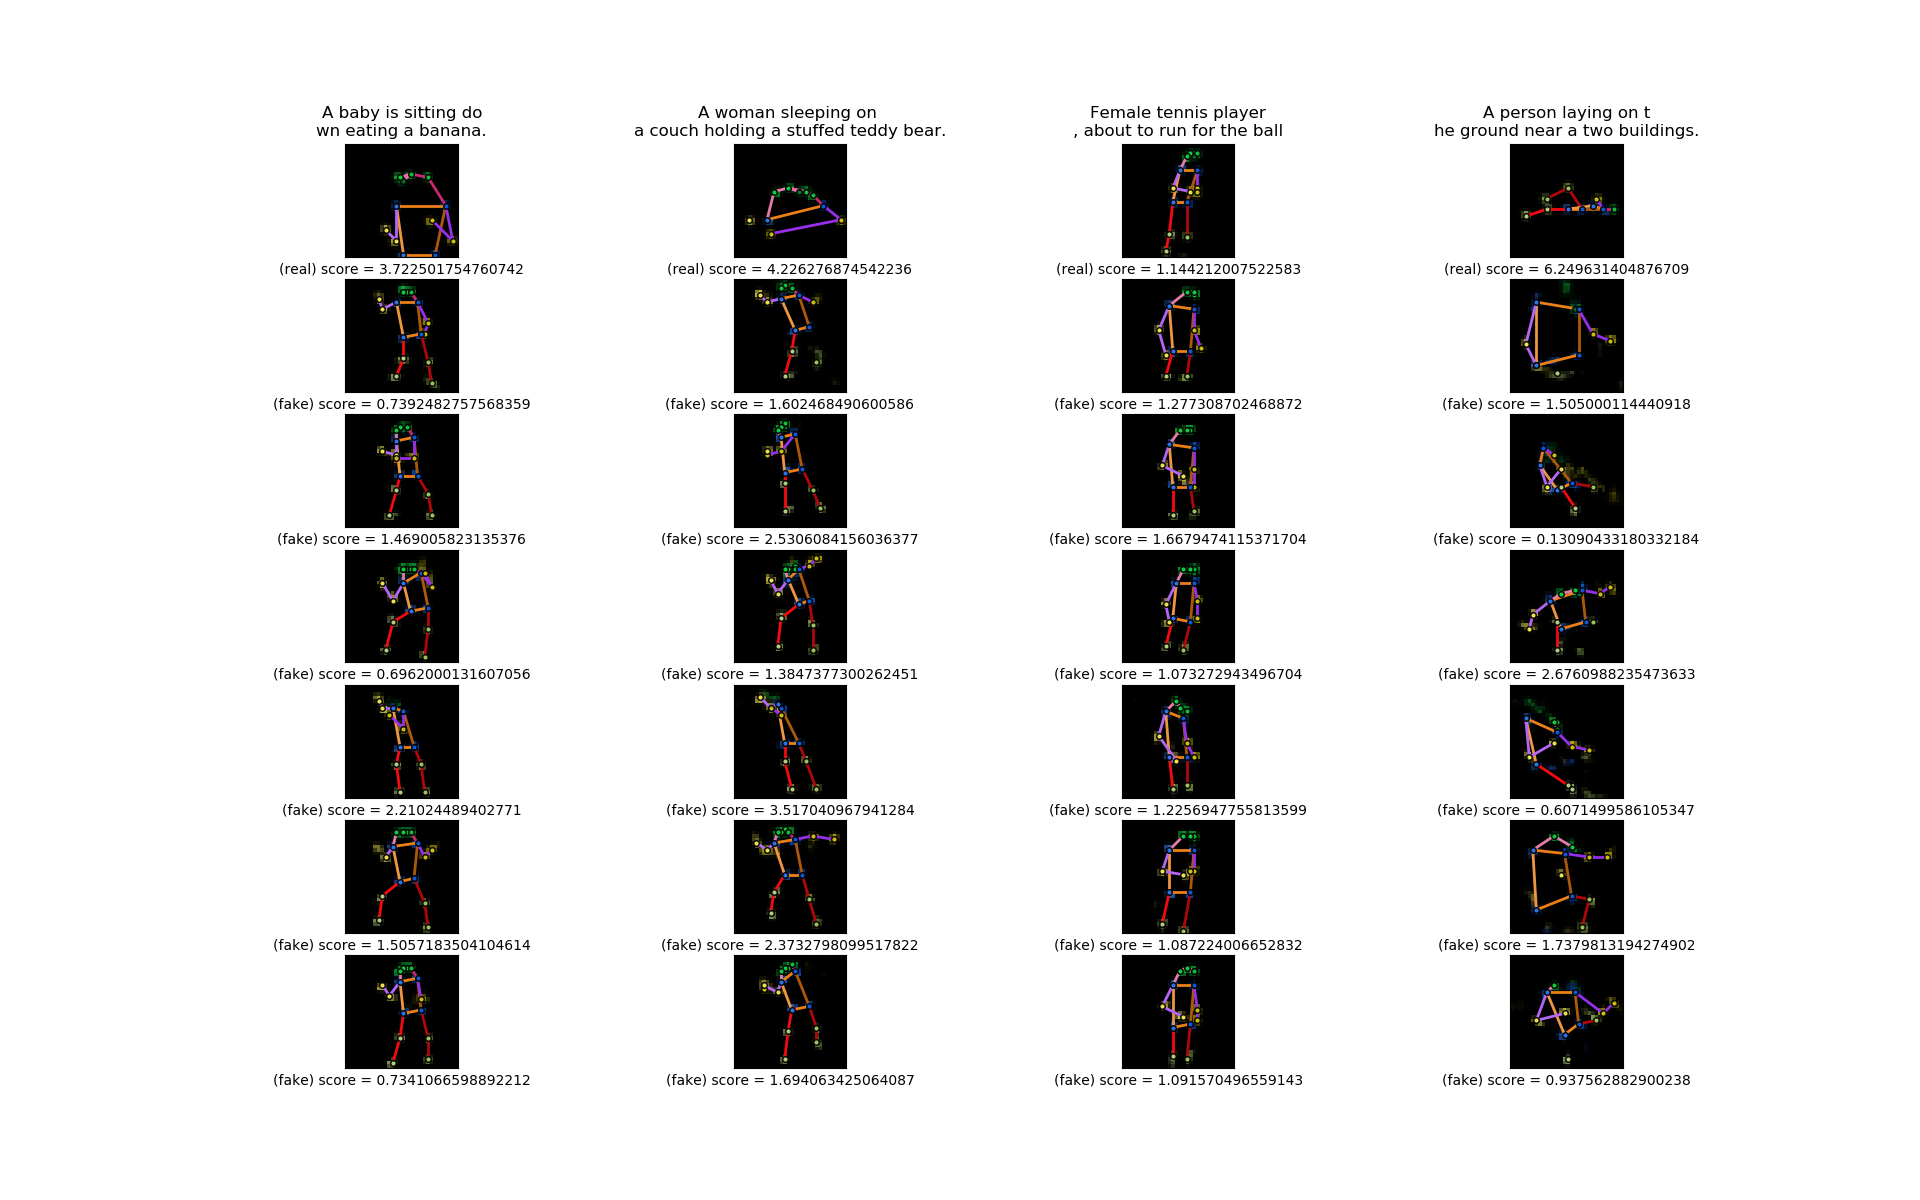 A baby is sitting do
wn eating a banana.
A woman sleeping on
a couch holding a stuffed teddy bear.
Female tennis player
, about to run for the ball
A person laying on t
he ground near a two buildings.
(real) score = 3.722501754760742
(real) score = 4.226276874542236
(real) score = 1.144212007522583
(real) score = 6.249631404876709
(fake) score = 0.7392482757568359
(fake) score = 1.602468490600586
(fake) score = 1.277308702468872
(fake) score = 1.505000114440918
(fake) score = 1.469005823135376
(fake) score = 2.5306084156036377
(fake) score = 1.6679474115371704
(fake) score = 0.13090433180332184
(fake) score = 0.6962000131607056
(fake) score = 1.3847377300262451
(fake) score = 1.073272943496704
(fake) score = 2.6760988235473633
(fake) score = 2.21024489402771
(fake) score = 3.517040967941284
(fake) score = 1.2256947755813599
(fake) score = 0.6071499586105347
(fake) score = 1.5057183504104614
(fake) score = 2.3732798099517822
(fake) score = 1.087224006652832
(fake) score = 1.7379813194274902
(fake) score = 0.7341066598892212
(fake) score = 1.694063425064087
(fake) score = 1.091570496559143
(fake) score = 0.937562882900238